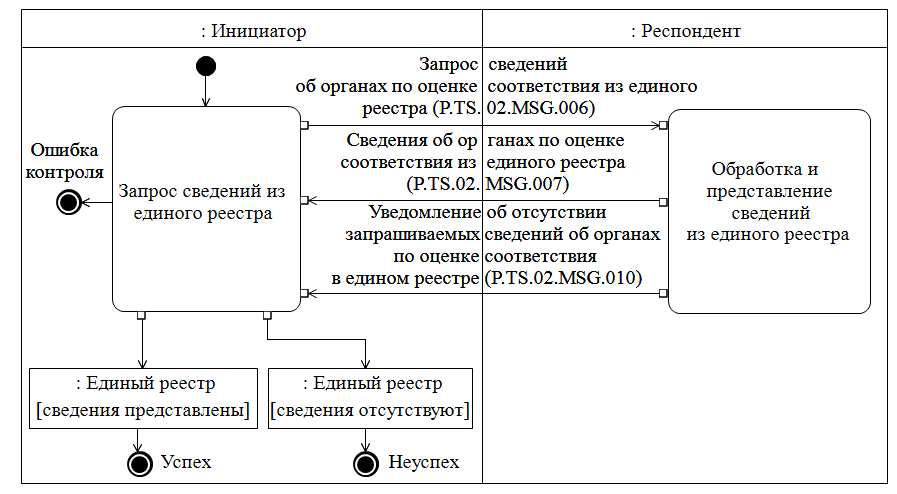 : Инициатор
: Респондент
Запрос сведений
об органах по оценке соответствия из единого
реестра (P.TS.02.MSG.006)
Сведения об органах по оценке
соответствия из единого реестра
(P.TS.02.MSG.007)
Уведомление об отсутствии
запрашиваемых сведений об органах
по оценке соответствия
в едином реестре (P.TS.02.MSG.010)
Ошибка
контроля
Запрос сведений из
единого реестра
Обработка и
представление
сведений
из единого реестра
: Единый реестр
[сведения представлены]
: Единый реестр
[сведения отсутствуют]
Успех
Неуспех